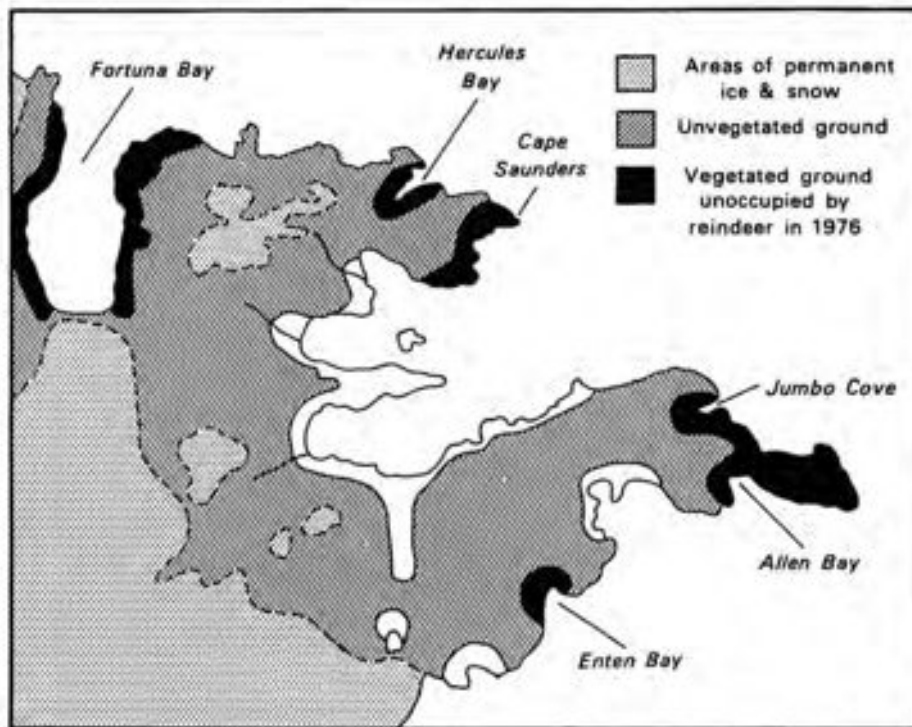 Fortuna Bay
Hercules
Bay
Cape
Saunders
Areas of permanent
ice & snow
Unvegetated ground
Vegetated ground
unoccupied by
reindeer in 1976
Jumbo Cove
Allen Bay
Enten Bay